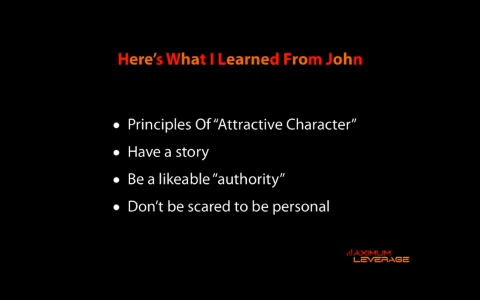 Here's What I Learned From John
• Principles Of “Attractive Character”
• Have a story
• Be a likeable “authority”
• Don't be scared to be personal
MAXIMUM
LEVERAGE